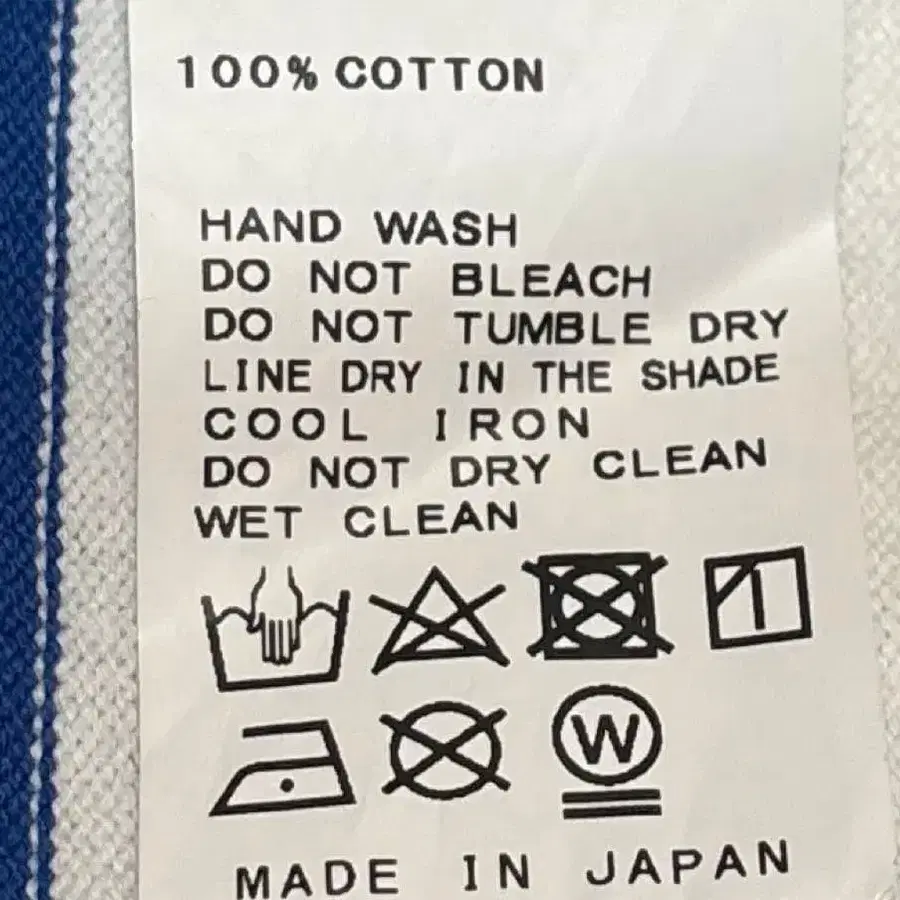 100% COTTON
HAND WASH
DO NOT BLEACH
DO NOT TUMBLE DRY
LINE DRY IN THE SHADE
COOL IRON
DO NOT DRY CLEAN
WET CLEAN
W
MADE IN JAPAN